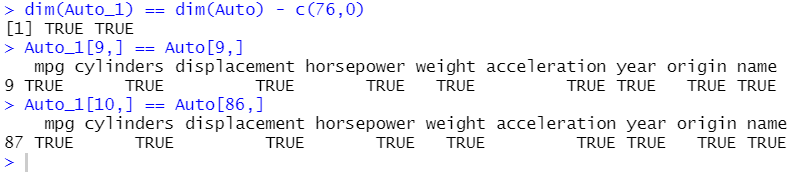 > dim(Auto_1) == dim(Auto) - c(76,0)
[1] TRUE TRUE
> Auto_1[9,] == Auto[9,]
   mpg cylinders displacement horsepower weight acceleration year origin name
9 TRUE      TRUE         TRUE       TRUE   TRUE         TRUE TRUE   TRUE TRUE
> Auto_1[10,] == Auto[86,]
    mpg cylinders displacement horsepower weight acceleration year origin name
87 TRUE      TRUE         TRUE       TRUE   TRUE         TRUE TRUE   TRUE TRUE
>